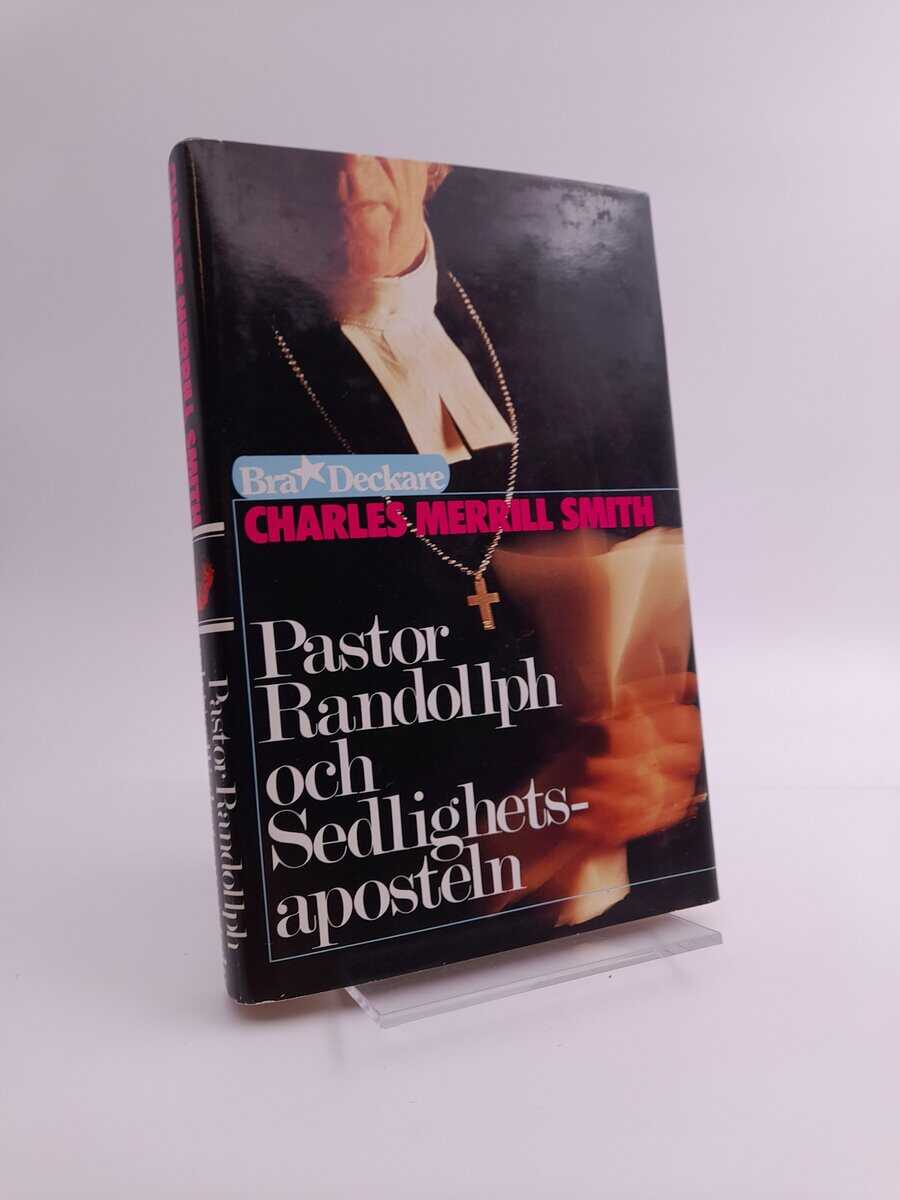 Bra★Deckare
CHARLES MERRILL SMITH
Pastor
Randollph
och
Sedlighets-
aposteln
CHARLES MERRILL SMITH
Pastor Randollph